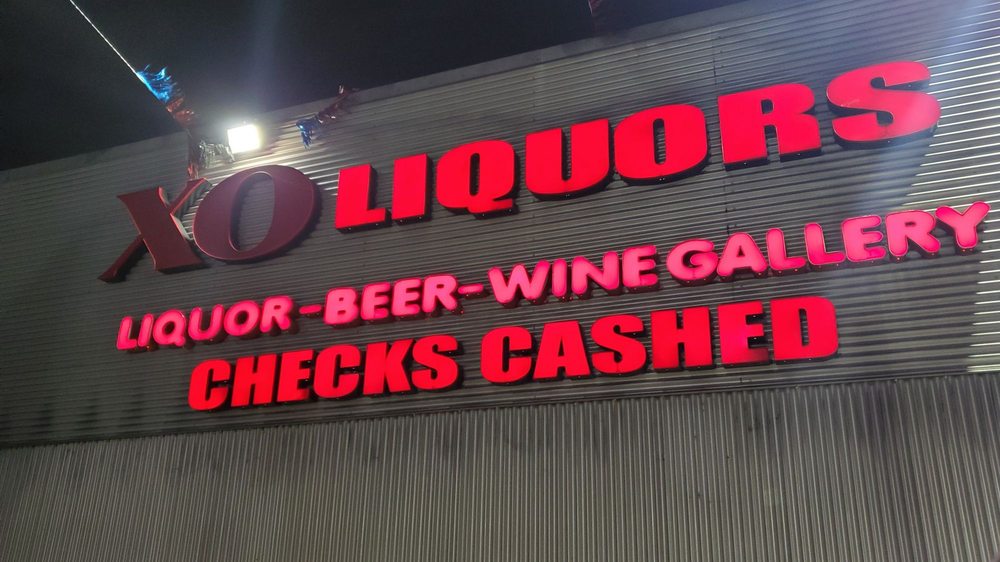 XO LIQUORS
LIQUOR-BEER-WINE GALLERY
CHECKS CASHED